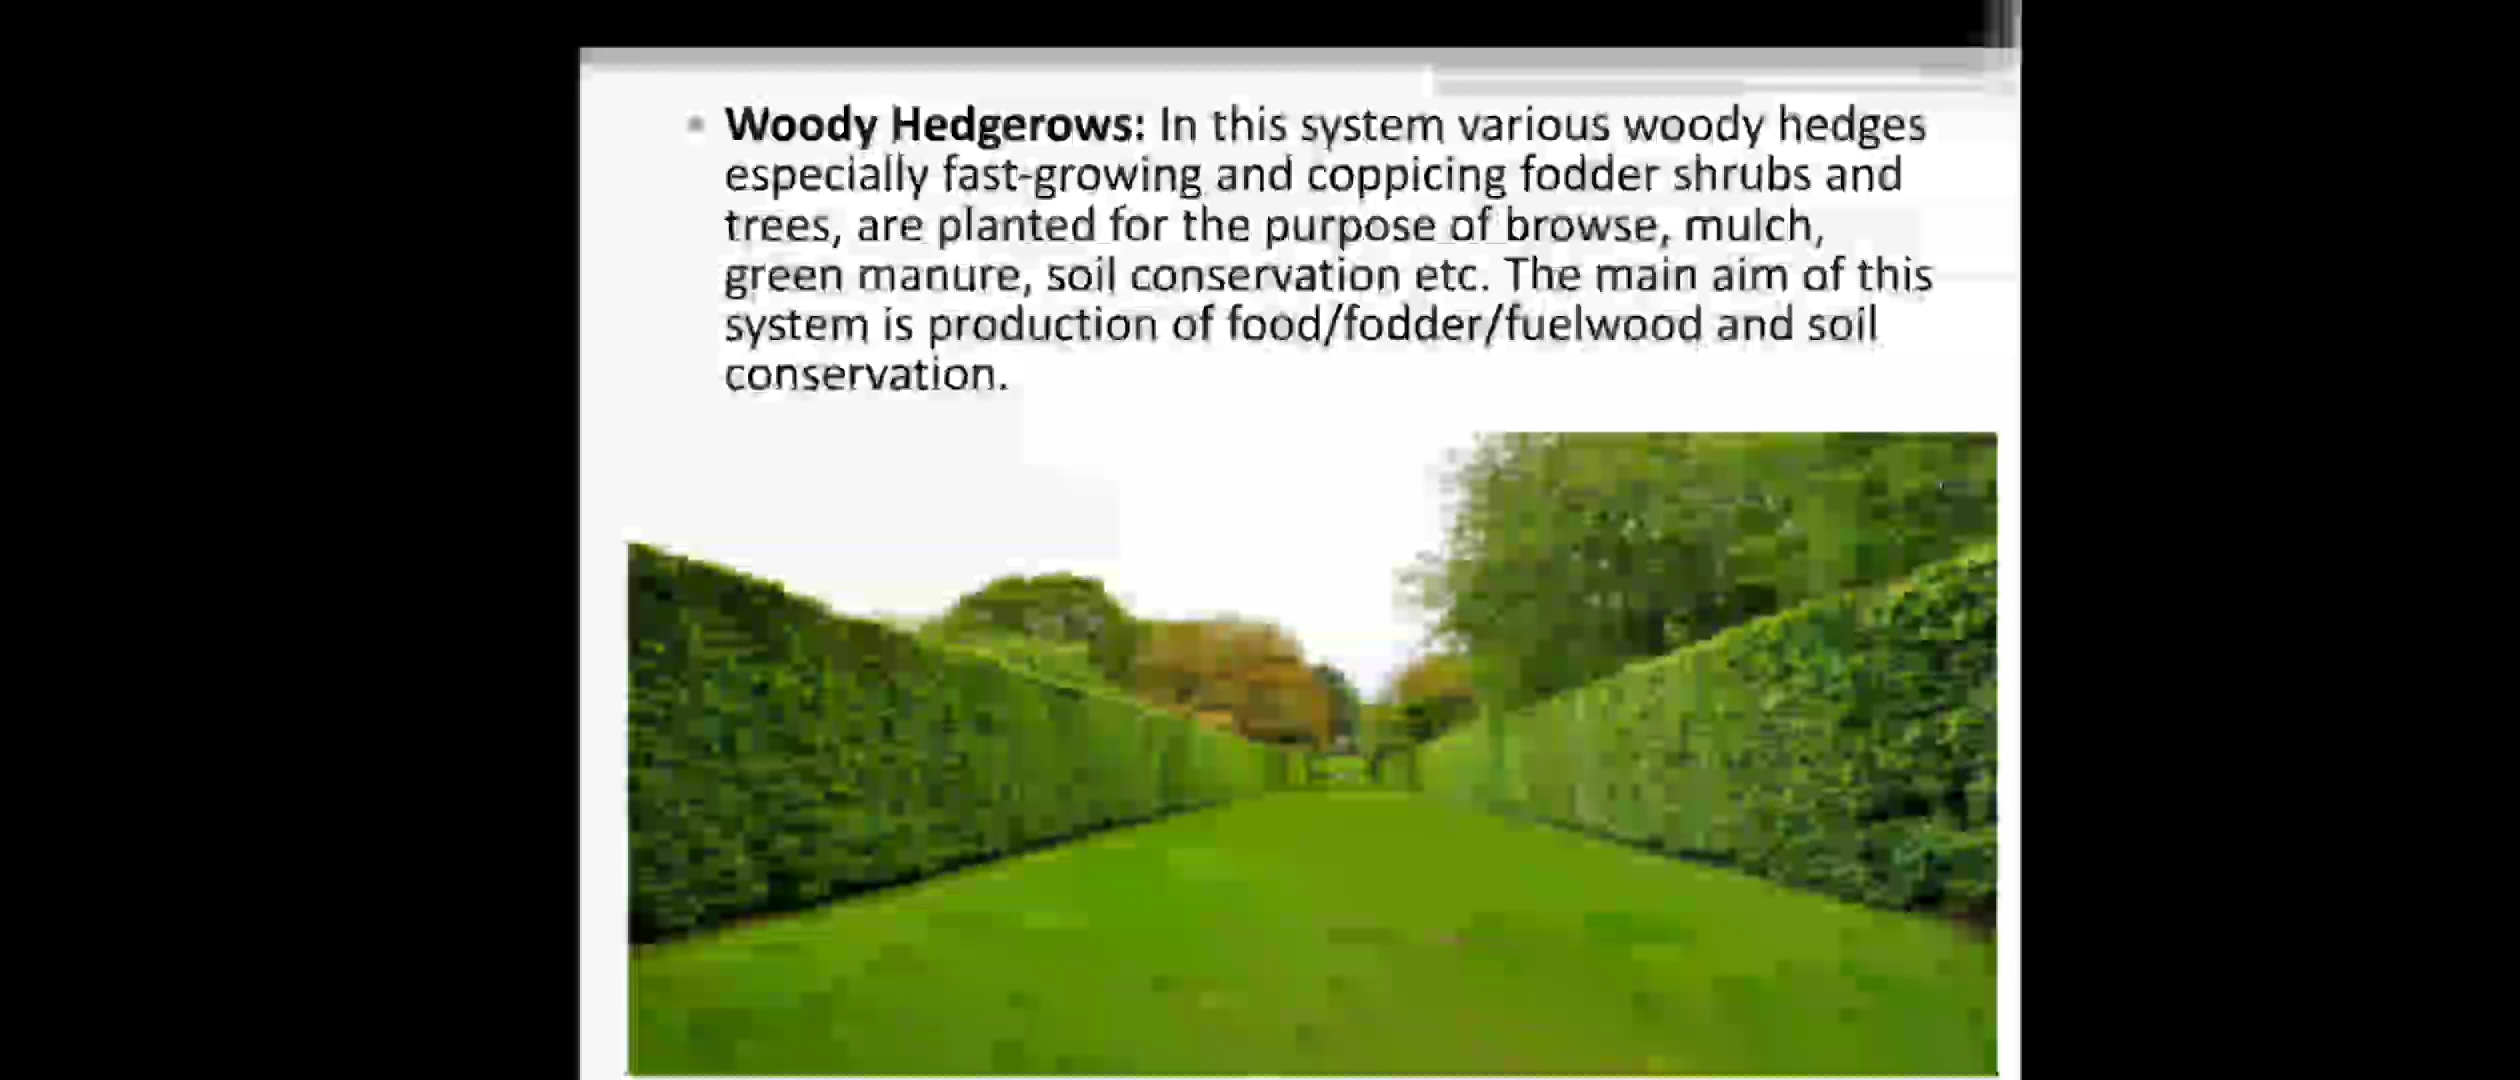 Woody Hedgerows: In this system various woody hedges
especially fast-growing and coppicing fodder shrubs and
trees, are planted for the purpose of browse, mulch,
green manure, soil conservation etc. The main aim of this
system is production of food/fodder/fuelwood and soil
conservation.